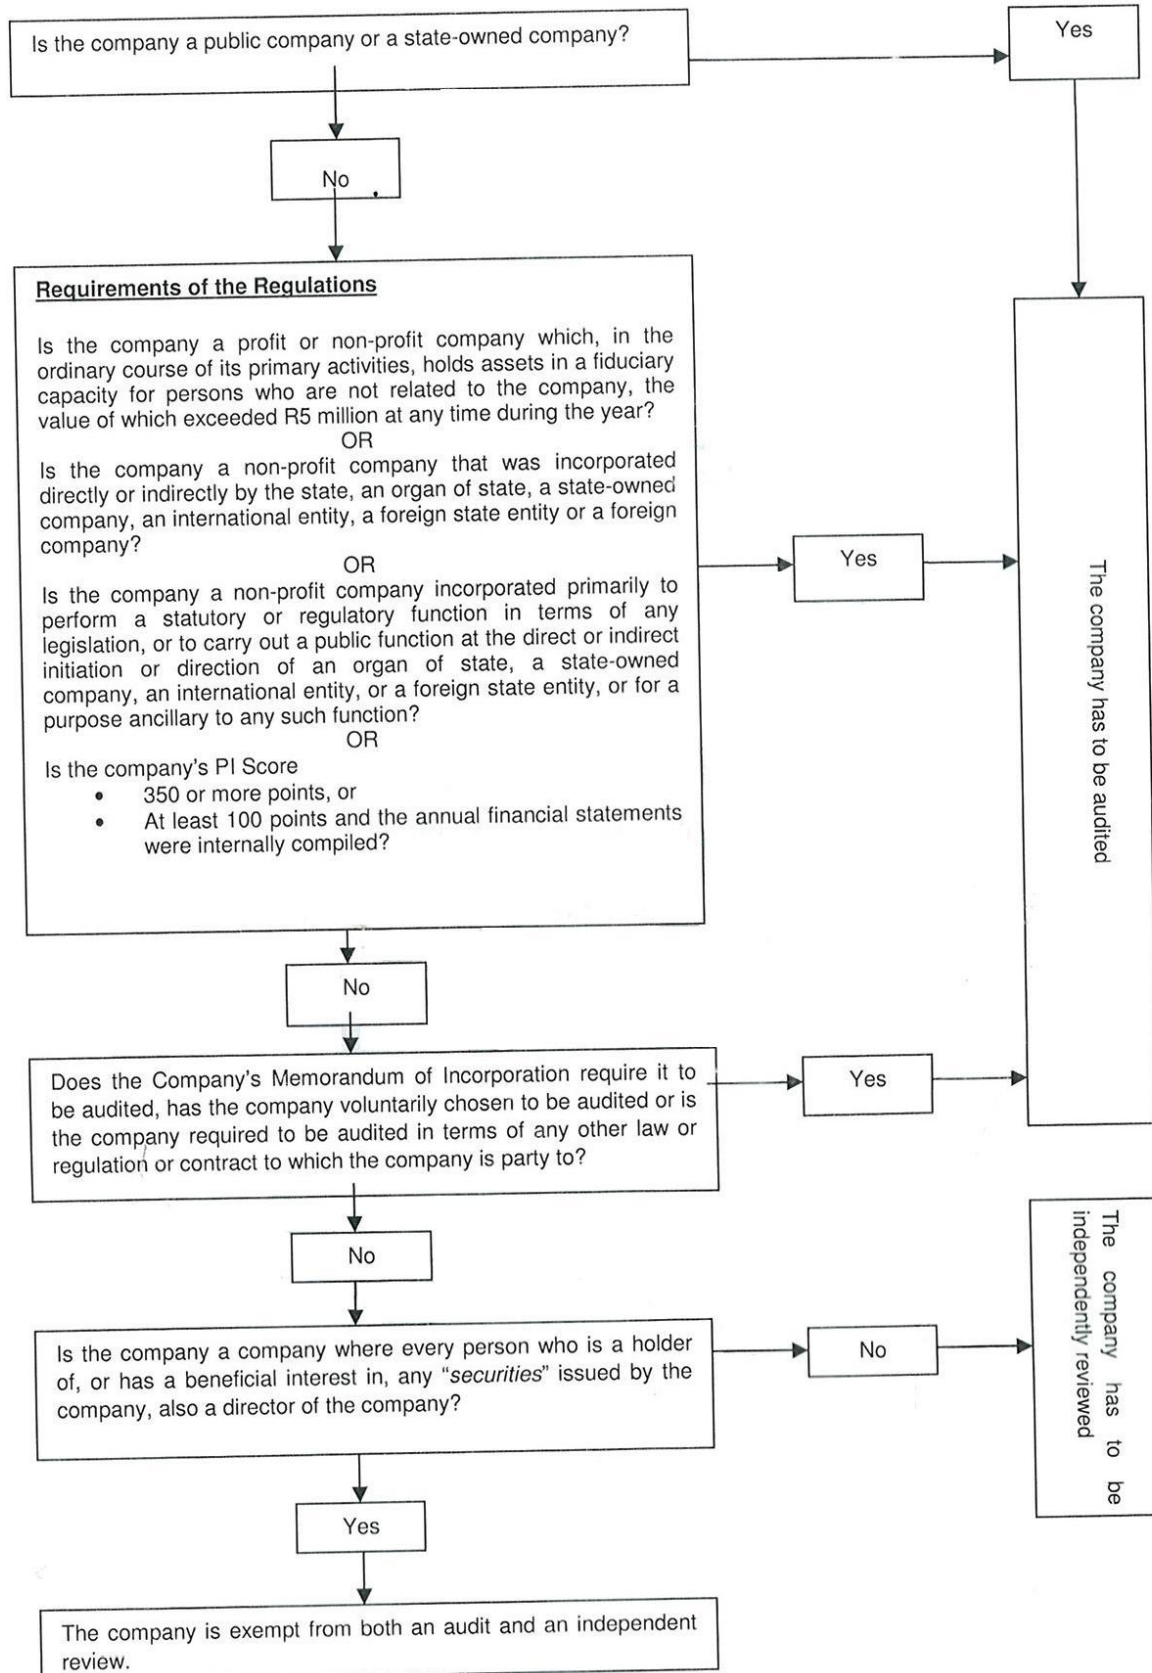 Is the company a public company or a state-owned company?
Yes
No
Requirements of the Regulations
Is the company a profit or non-profit company which, in the
ordinary course of its primary activities, holds assets in a fiduciary
capacity for persons who are not related to the company, the
value of which exceeded R5 million at any time during the year?
OR
Is the company a non-profit company that was incorporated
directly or indirectly by the state, an organ of state, a state-owned
company, an international entity, a foreign state entity or a foreign
company?
OR
Is the company a non-profit company incorporated primarily to
perform a statutory or regulatory function in terms of any
legislation, or to carry out a public function at the direct or indirect
initiation or direction of an organ of state, a state-owned
company, an international entity, or a foreign state entity, or for a
purpose ancillary to any such function?
OR
Is the company's PI Score
• 350 or more points, or
• At least 100 points and the annual financial statements
were internally compiled?
Yes
The company has to be audited
No
Does the Company's Memorandum of Incorporation require it to
be audited, has the company voluntarily chosen to be audited or is
the company required to be audited in terms of any other law or
regulation or contract to which the company is party to?
Yes
No
Is the company a company where every person who is a holder
of, or has a beneficial interest in, any "securities" issued by the
company, also a director of the company?
No
The company has to be
independently reviewed
Yes
The company is exempt from both an audit and an independent
review.